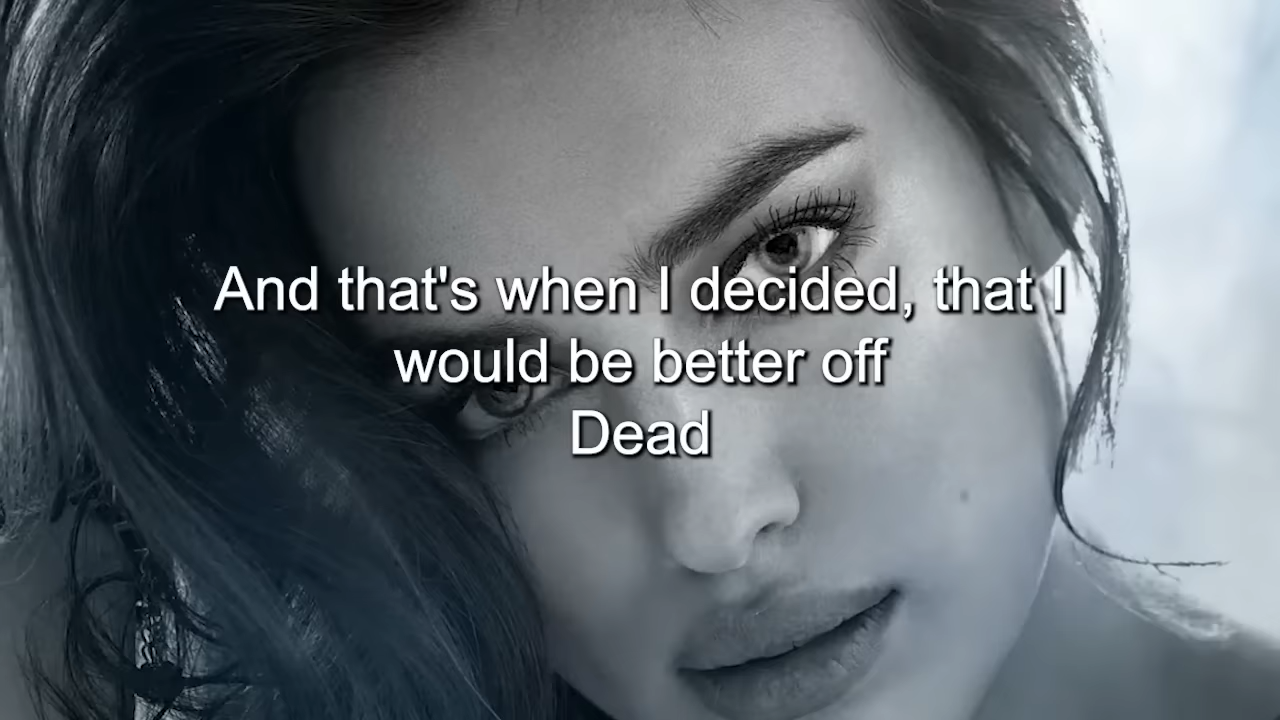 And that's when I decided, that I
would be better off
Dead